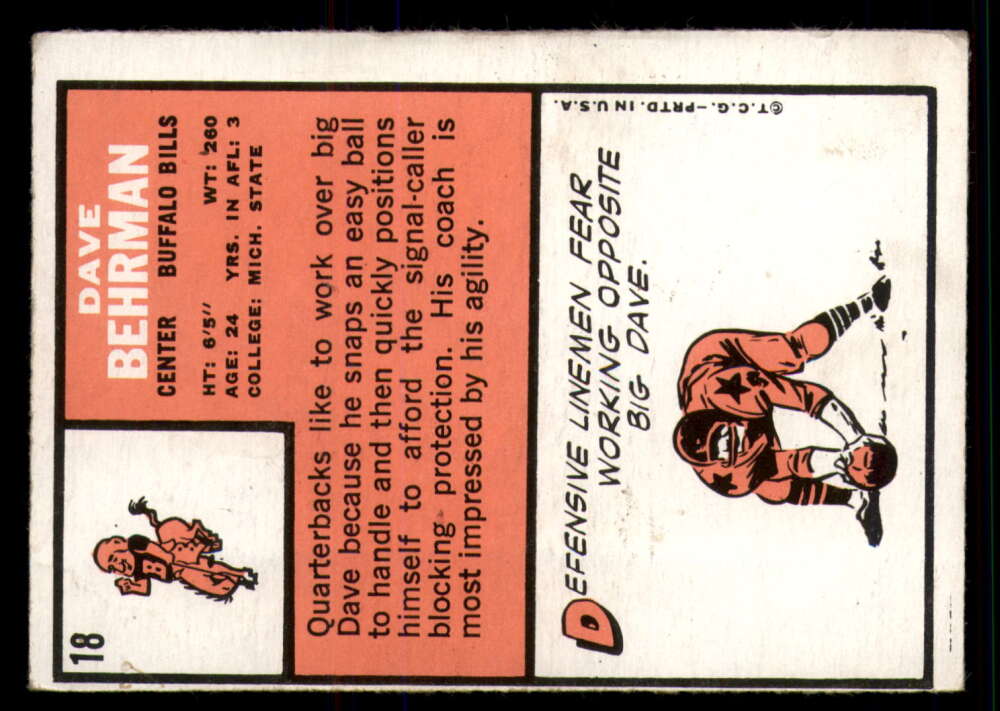 18
DAVE
BEHRMAN
CENTER BUFFALO BILLS
HT: 6'5" WT: 260
AGE: 24 YRS. IN AFL: 3
COLLEGE: MICH. STATE
Quarterbacks like to work over big
Dave because he snaps an easy ball
to handle and then quickly positions
himself to afford the signal-caller
blocking protection. His coach is
most impressed by his agility.
DEFENSIVE LINEMEN FEAR
WORKING OPPOSITE
BIG DAVE.
B
©T.C.G.—PRTD. IN U.S.A.